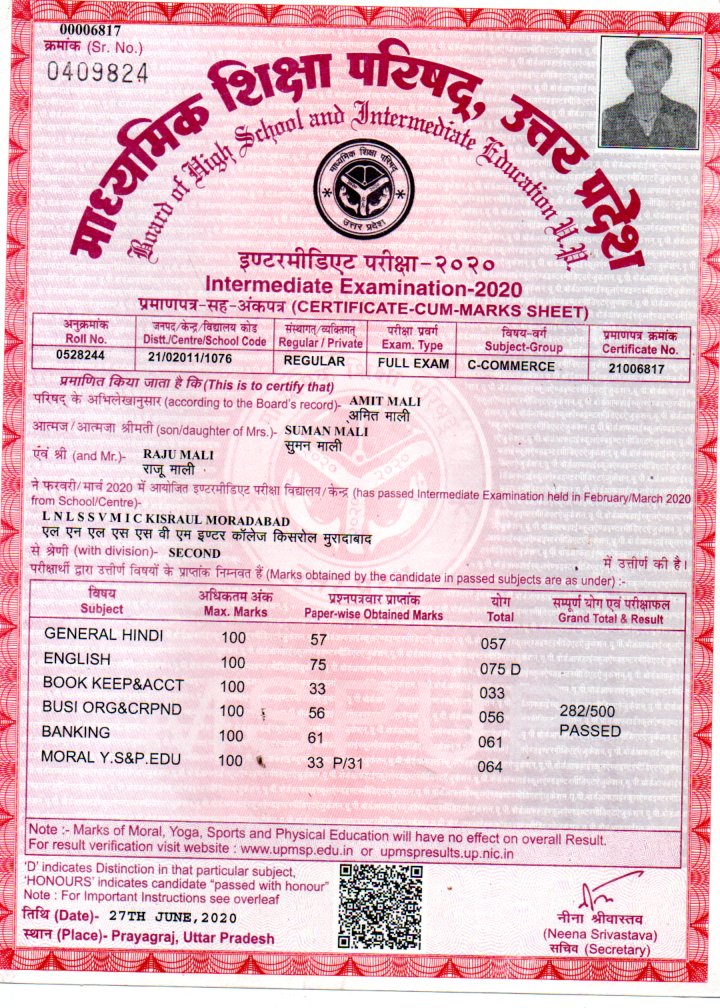 00006817
क्रमांक (Sr. No.)
0409824
माध्यमिक शिक्षा परिषद्, उत्तर प्रदेश
Board of High School and Intermediate Education U.P.
माध्यमिक शिक्षा परिषद्
उत्तर प्रदेश
इण्टरमीडिएट परीक्षा-२०२०
Intermediate Examination-2020
प्रमाणपत्र-सह-अंकपत्र (CERTIFICATE-CUM-MARKS SHEET)
अनुक्रमांक जनपद/केन्द्र/विद्यालय कोड संस्थागत/व्यक्तिगत परीक्षा प्रवर्ग विषय-वर्ग प्रमाणपत्र क्रमांक
Roll No. Distt./Centre/School Code Regular / Private Exam. Type Subject-Group Certificate No.
0528244 21/02011/1076 REGULAR FULL EXAM C-COMMERCE 21006817
प्रमाणित किया जाता है कि (This is to certify that)
परिषद् के अभिलेखानुसार (according to the Board's record)- AMIT MALI
अमित माली
आत्मज/आत्मजा श्रीमती (son/daughter of Mrs.)- SUMAN MALI
सुमन माली
एवं श्री (and Mr.)- RAJU MALI
राजू माली
ने फरवरी/मार्च 2020 में आयोजित इण्टरमीडिएट परीक्षा विद्यालय/केन्द्र (has passed Intermediate Examination held in February/March 2020
from School/Centre)-
L N L S S V M I C KISRAUL MORADABAD
एल एन एल एस एस वी एम इण्टर कॉलेज किसरोल मुरादाबाद
से श्रेणी (with division)- SECOND में उत्तीर्ण की है।
परीक्षार्थी द्वारा उत्तीर्ण विषयों के प्राप्तांक निम्नवत हैं (Marks obtained by the candidate in passed subjects are as under) :-
विषय अधिकतम अंक प्रश्नपत्रवार प्राप्तांक योग सम्पूर्ण योग एवं परीक्षाफल
Subject Max. Marks Paper-wise Obtained Marks Total Grand Total & Result
GENERAL HINDI 100 57 057
ENGLISH 100 75 075 D
BOOK KEEP&ACCT 100 33 033
BUSI ORG&CRPND 100 56 056 282/500
BANKING 100 61 061 PASSED
MORAL Y.S&P.EDU 100 33 P/31 064
Note :- Marks of Moral, Yoga, Sports and Physical Education will have no effect on overall Result.
For result verification visit website : www.upmsp.edu.in or upmspresults.up.nic.in
'D' indicates Distinction in that particular subject,
'HONOURS' indicates candidate "passed with honour"
Note : For Important Instructions see overleaf
तिथि (Date)- 27TH JUNE,2020
स्थान (Place)- Prayagraj, Uttar Pradesh
नीना श्रीवास्तव
(Neena Srivastava)
सचिव (Secretary)